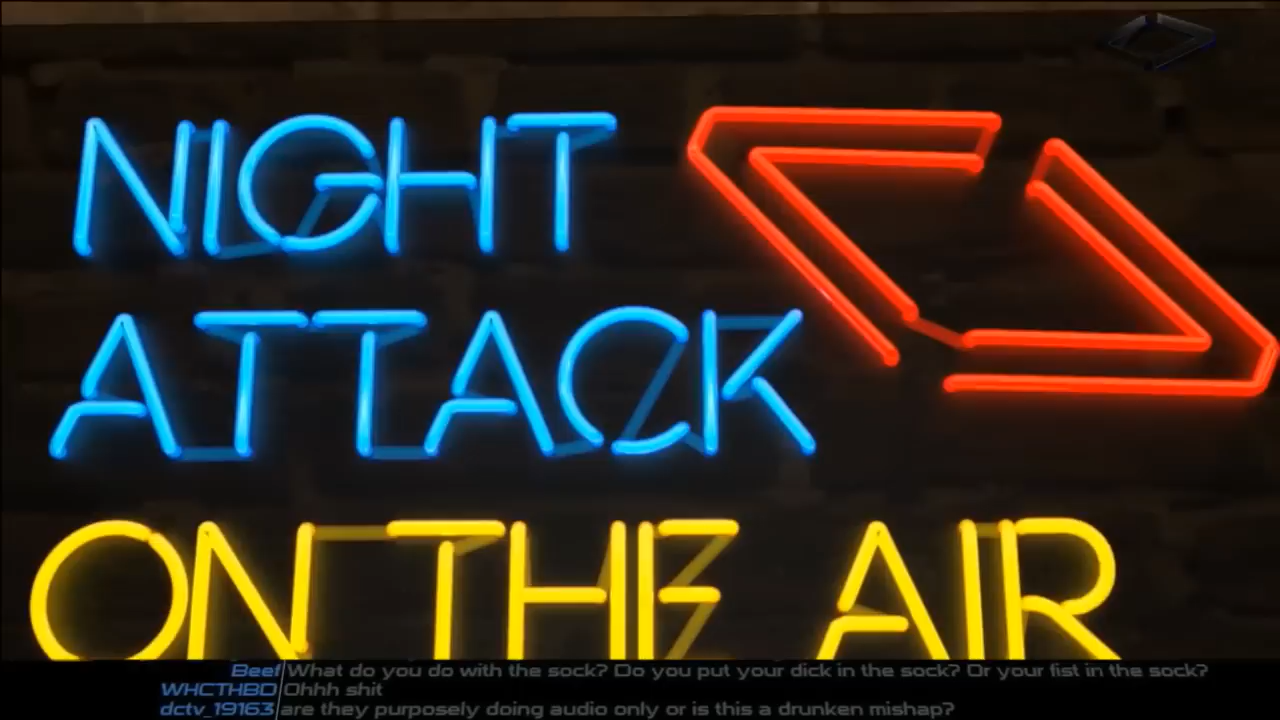 NIGHT
ATTACK
ON THE AIR
Beef What do you do with the sock? Do you put your dick in the sock? Or your fist in the sock?
WHCTHBD Ohhh shit
dctv_19163 are they purposely doing audio only or is this a drunken mishap?